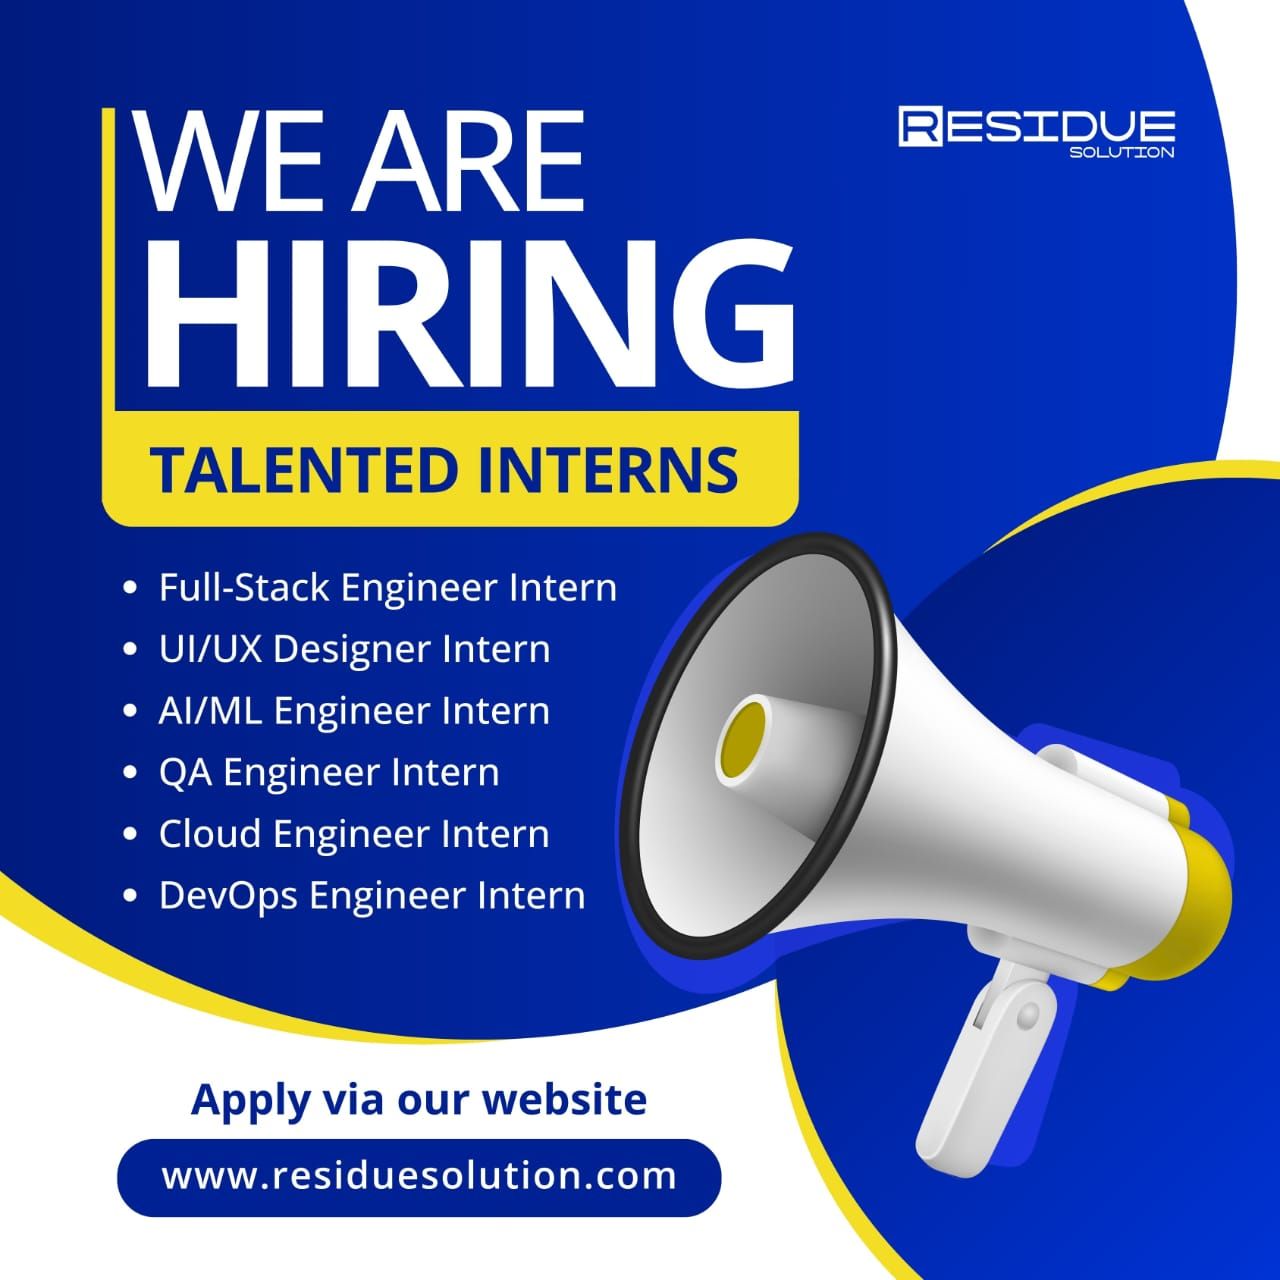 WE ARE
HIRING
TALENTED INTERNS
RESIDUE
SOLUTION
• Full-Stack Engineer Intern
• UI/UX Designer Intern
• AI/ML Engineer Intern
• QA Engineer Intern
• Cloud Engineer Intern
• DevOps Engineer Intern
Apply via our website
www.residuesolution.com